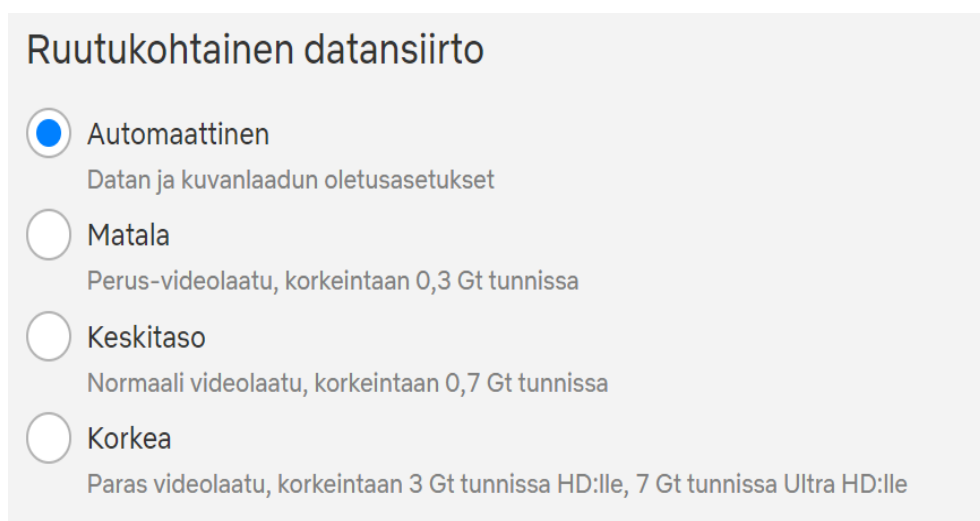 Ruutukohtainen datansiirto
Automaattinen
Datan ja kuvanlaadun oletusasetukset
Matala
Perus-videolaatu, korkeintaan 0,3 Gt tunnissa
Keskitaso
Normaali videolaatu, korkeintaan 0,7 Gt tunnissa
Korkea
Paras videolaatu, korkeintaan 3 Gt tunnissa HD:lle, 7 Gt tunnissa Ultra HD:lle